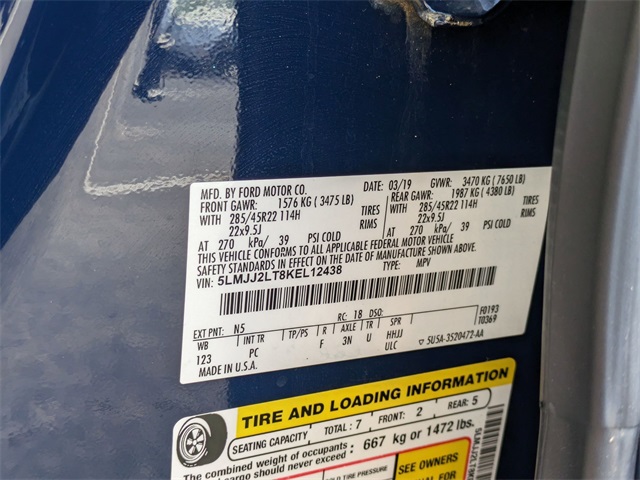 MFD. BY FORD MOTOR CO.
DATE: 03/19 GVWR: 3470 KG ( 7650 LB)
FRONT GAWR: 1576 KG ( 3475 LB)
REAR GAWR: 1987 KG ( 4380 LB)
WITH 285/45R22 114H TIRES
WITH 285/45R22 114H TIRES
22x9.5J RIMS
22x9.5J RIMS
AT 270 kPa/ 39 PSI COLD
AT 270 kPa/ 39 PSI COLD
THIS VEHICLE CONFORMS TO ALL APPLICABLE FEDERAL MOTOR VEHICLE
SAFETY STANDARDS IN EFFECT ON THE DATE OF MANUFACTURE SHOWN ABOVE.
VIN: 5LMJJ2LT8KEL12438 TYPE: MPV
EXT PNT: N5 RC: 18 DSO: F0193
T0369
WB INT TR TP/PS R AXLE TR SPR
123 PC F 3N U HHJJ
ULC 5U5A-3520472-AA
MADE IN U.S.A.
TIRE AND LOADING INFORMATION
SEATING CAPACITY TOTAL: 7 FRONT: 2 REAR: 5
The combined weight of occupants
should never exceed: 667 kg or 1472 lbs.
COLD TIRE PRESSURE
SEE OWNERS